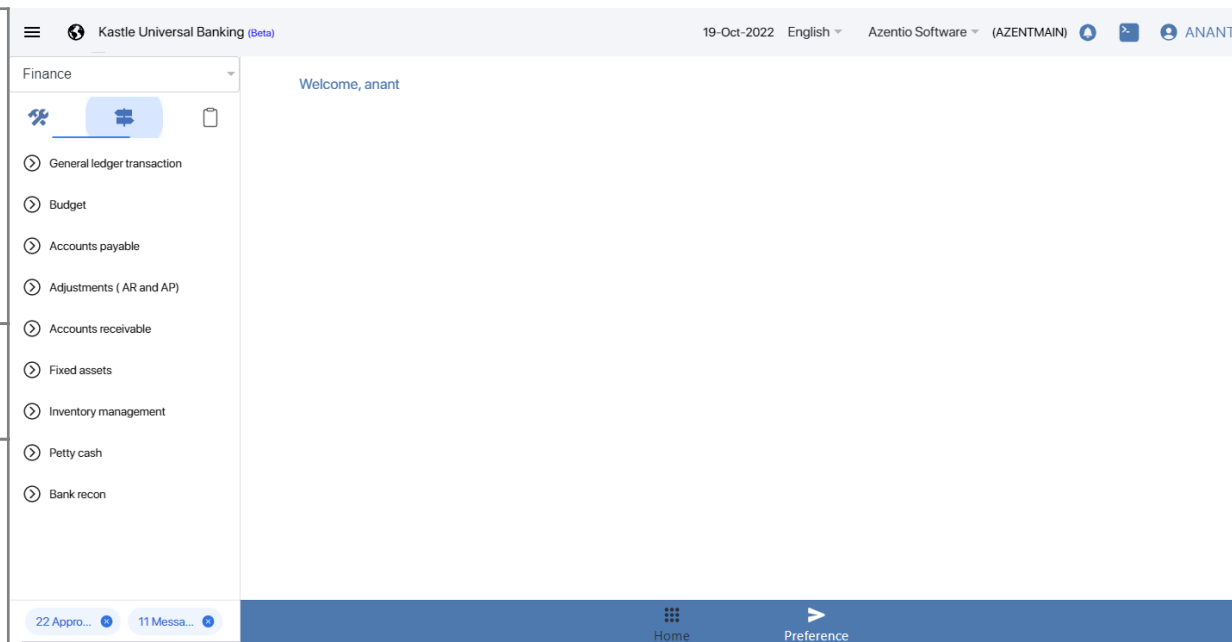 Kastle Universal Banking (Beta)
19-Oct-2022 English Azentio Software (AZENTMAIN) ANANT
Finance
Welcome, anant
General ledger transaction
Budget
Accounts payable
Adjustments ( AR and AP)
Accounts receivable
Fixed assets
Inventory management
Petty cash
Bank recon
22 Appro... 11 Messa...
Home Preference